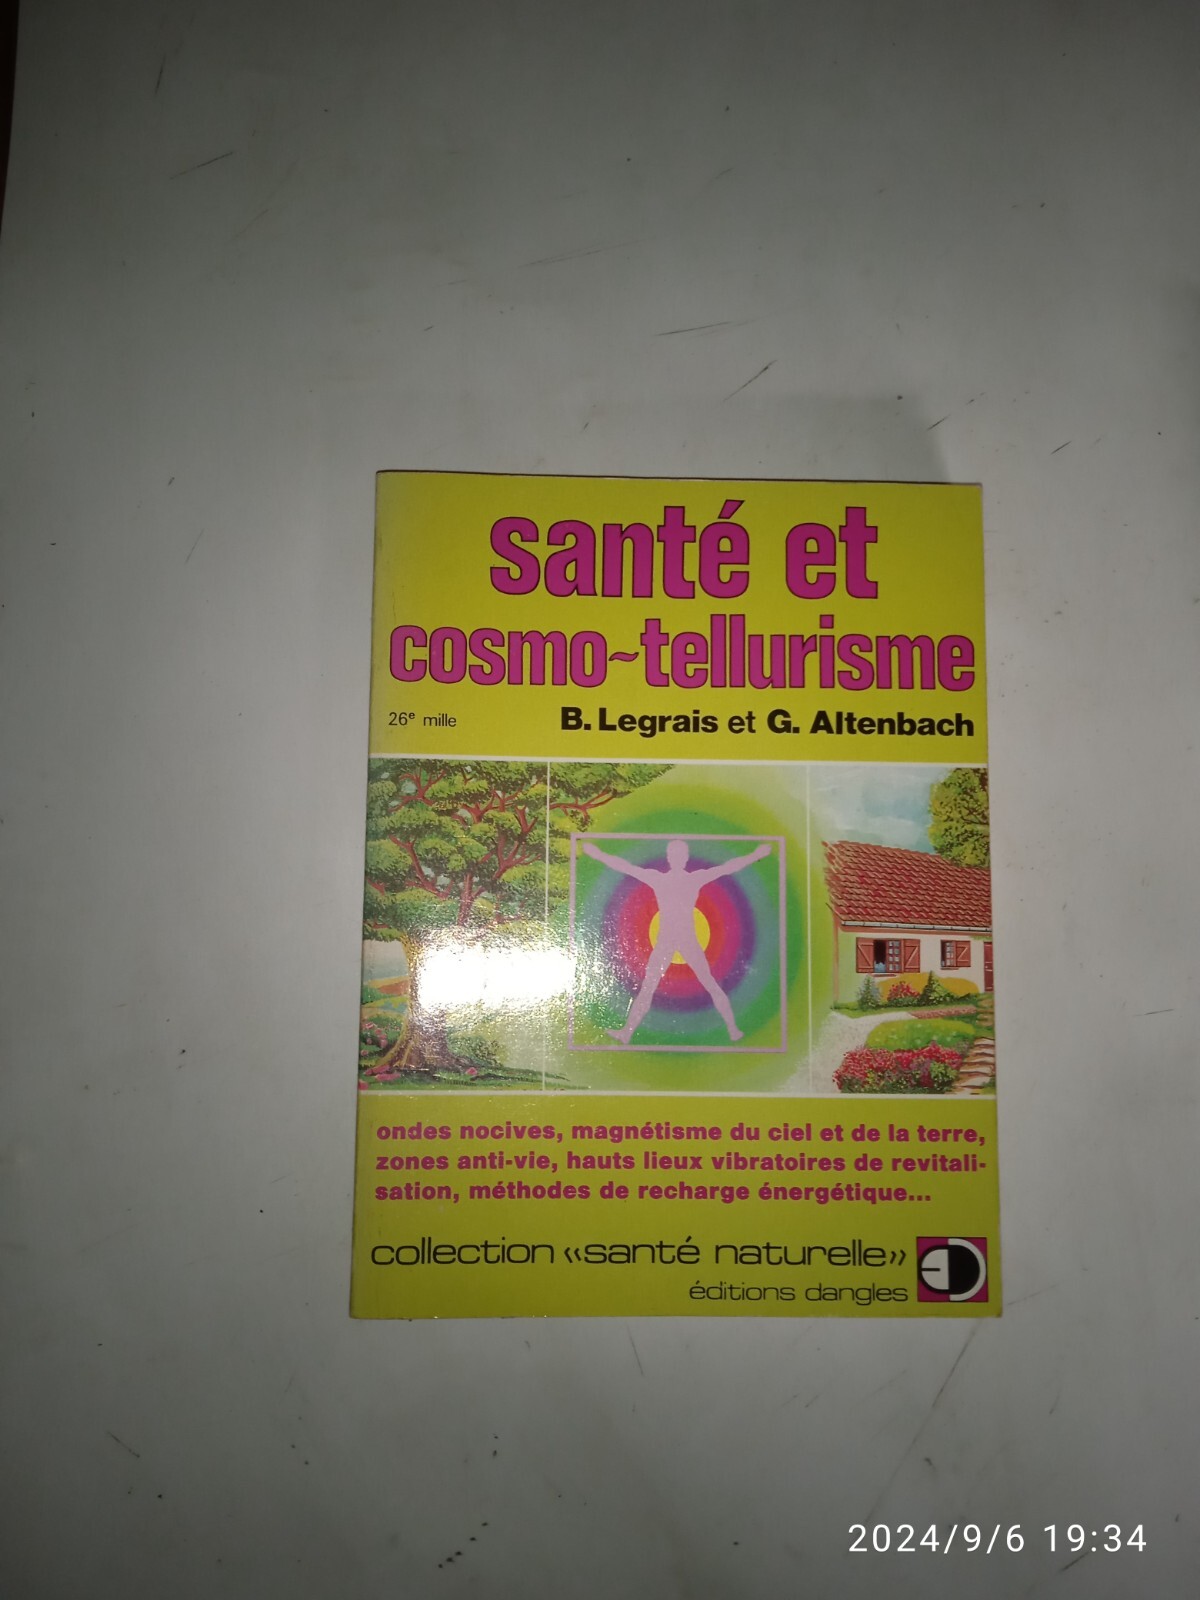 santé et
cosmo~tellurisme
26e mille
B. Legrais et G. Altenbach
ondes nocives, magnétisme du ciel et de la terre,
zones anti-vie, hauts lieux vibratoires de revitali-
sation, méthodes de recharge énergétique...
collection «santé naturelle»
éditions dangles
2024/9/6 19:34